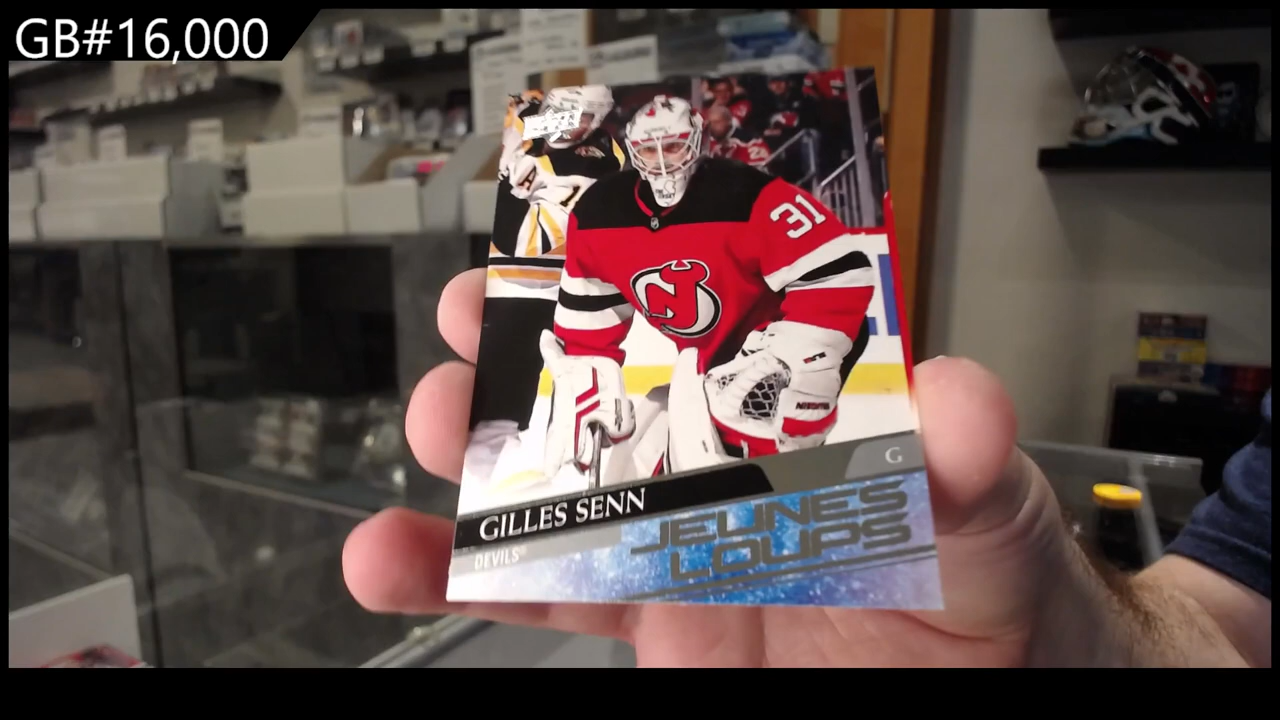 GB#16,000
31
G
GILLES SENN
JEUNES
LOUPS
DEVILS